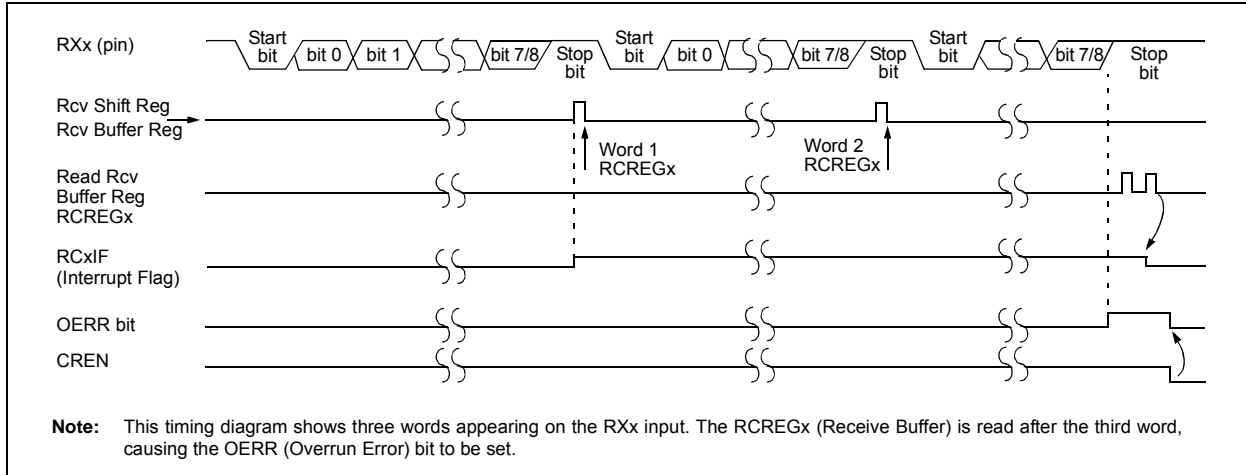 RXx (pin)
Start bit
bit 0
bit 1
bit 7/8
Stop bit
Start bit
bit 0
bit 7/8
Stop bit
Start bit
bit 7/8
Stop bit
Rcv Shift Reg
Rcv Buffer Reg
Word 1
RCREGx
Word 2
RCREGx
Read Rcv
Buffer Reg
RCREGx
RCxIF
(Interrupt Flag)
OERR bit
CREN
Note: This timing diagram shows three words appearing on the RXx input. The RCREGx (Receive Buffer) is read after the third word,
causing the OERR (Overrun Error) bit to be set.